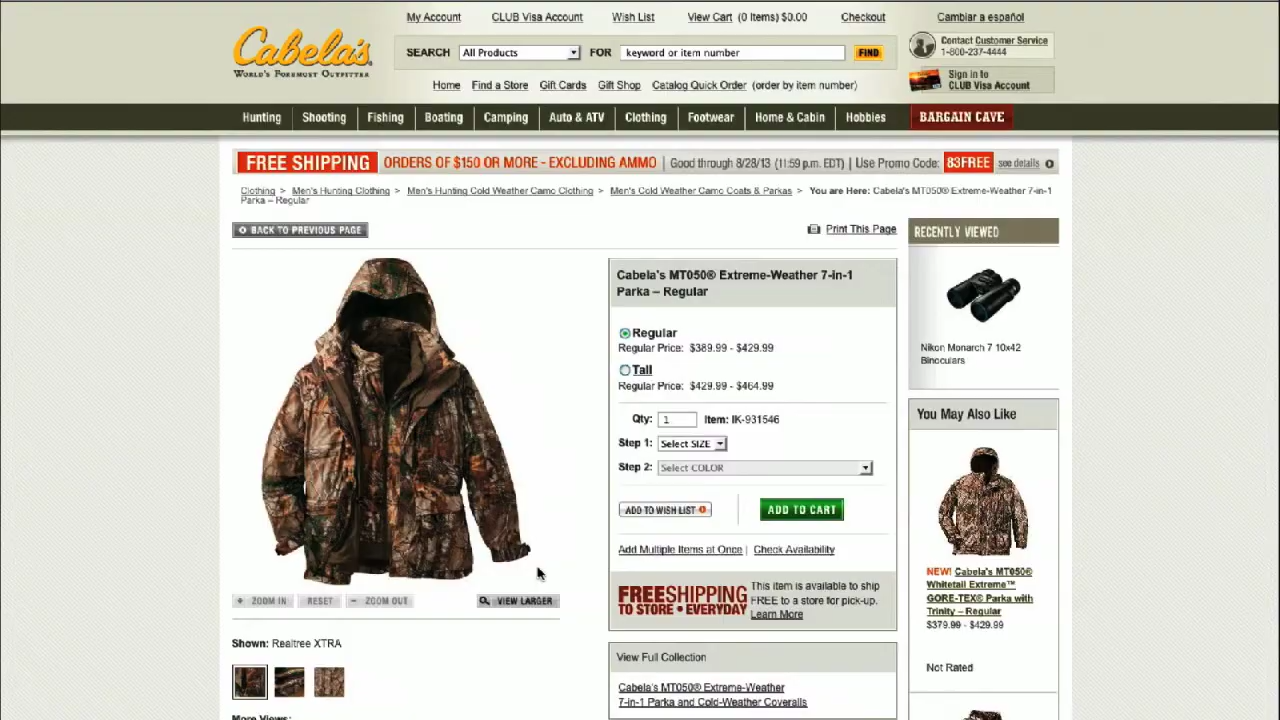 My Account CLUB Visa Account Wish List View Cart (0 Items) $0.00 Checkout Cambiar a español
Cabela's
WORLD'S FOREMOST OUTFITTER
SEARCH All Products FOR keyword or item number FIND
Contact Customer Service
1-800-237-4444
Sign in to
CLUB Visa Account
Home Find a Store Gift Cards Gift Shop Catalog Quick Order (order by item number)
Hunting Shooting Fishing Boating Camping Auto & ATV Clothing Footwear Home & Cabin Hobbies BARGAIN CAVE
FREE SHIPPING ORDERS OF $150 OR MORE - EXCLUDING AMMO | Good through 8/28/13 (11:59 p.m. EDT) | Use Promo Code: 83FREE see details
Clothing > Men's Hunting Clothing > Men's Hunting Cold Weather Camo Clothing > Men's Cold Weather Camo Coats & Parkas > You are Here: Cabela's MT050® Extreme-Weather 7-in-1
Parka – Regular
BACK TO PREVIOUS PAGE
Print This Page
Cabela's MT050® Extreme-Weather 7-in-1
Parka – Regular
Regular
Regular Price: $389.99 - $429.99
Tall
Regular Price: $429.99 - $464.99
Qty: 1 Item: IK-931546
Step 1: Select SIZE
Step 2: Select COLOR
ADD TO WISH LIST
ADD TO CART
Add Multiple Items at Once | Check Availability
FREE SHIPPING
TO STORE • EVERYDAY
This item is available to ship
FREE to a store for pick-up.
Learn More
View Full Collection
Cabela's MT050® Extreme-Weather
7-in-1 Parka and Cold-Weather Coveralls
+ ZOOM IN RESET – ZOOM OUT VIEW LARGER
Shown: Realtree XTRA
More Views:
RECENTLY VIEWED
Nikon Monarch 7 10x42
Binoculars
You May Also Like
NEW! Cabela's MT050®
Whitetail Extreme™
GORE-TEX® Parka with
Trinity – Regular
$379.99 - $429.99
Not Rated